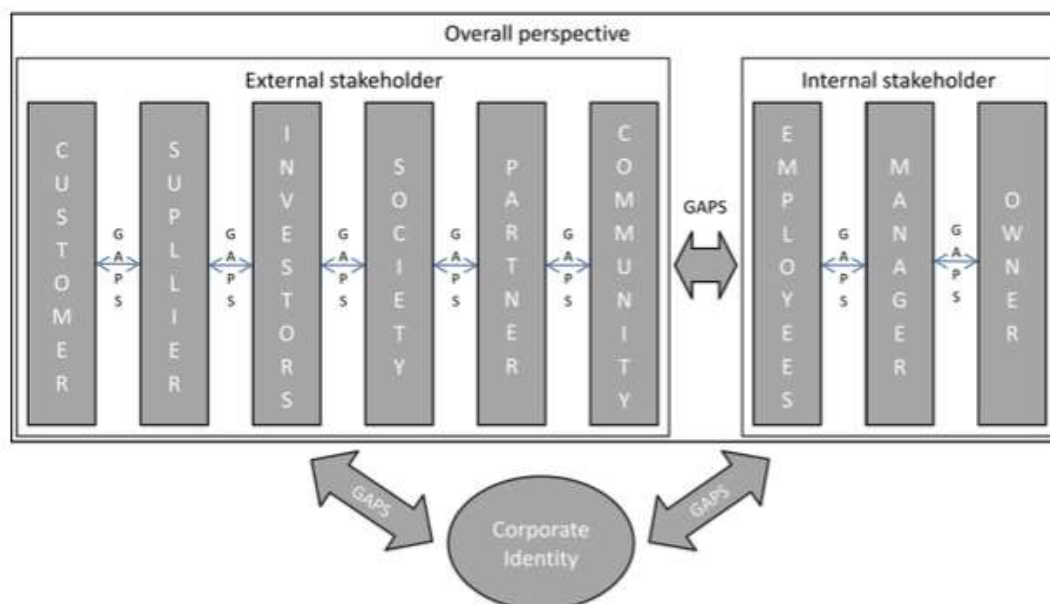 Overall perspective
External stakeholder
Internal stakeholder
CUSTOMER
GAPS
SUPPLIER
GAPS
INVESTORS
GAPS
SOCIETY
GAPS
PARTNER
GAPS
COMMUNITY
GAPS
EMPLOYEES
GAPS
MANAGER
GAPS
OWNER
GAPS
GAPS
Corporate
Identity